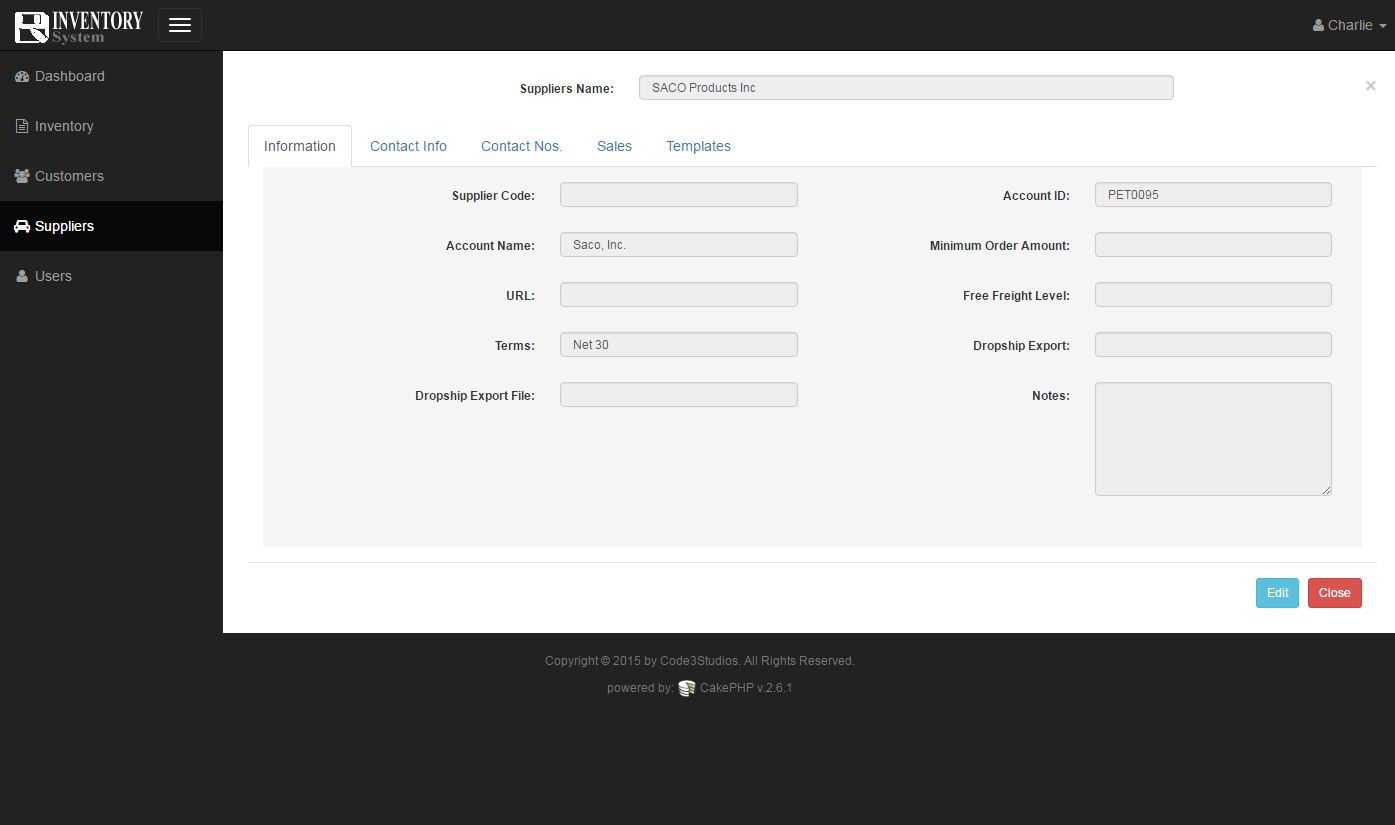 INVENTORY
System
Charlie
Dashboard
Inventory
Customers
Suppliers
Users
Suppliers Name: SACO Products Inc
×
Information Contact Info Contact Nos. Sales Templates
Supplier Code: Account ID: PET0095
Account Name: Saco, Inc. Minimum Order Amount:
URL: Free Freight Level:
Terms: Net 30 Dropship Export:
Dropship Export File: Notes:
Edit Close
Copyright © 2015 by Code3Studios. All Rights Reserved.
powered by: CakePHP v.2.6.1